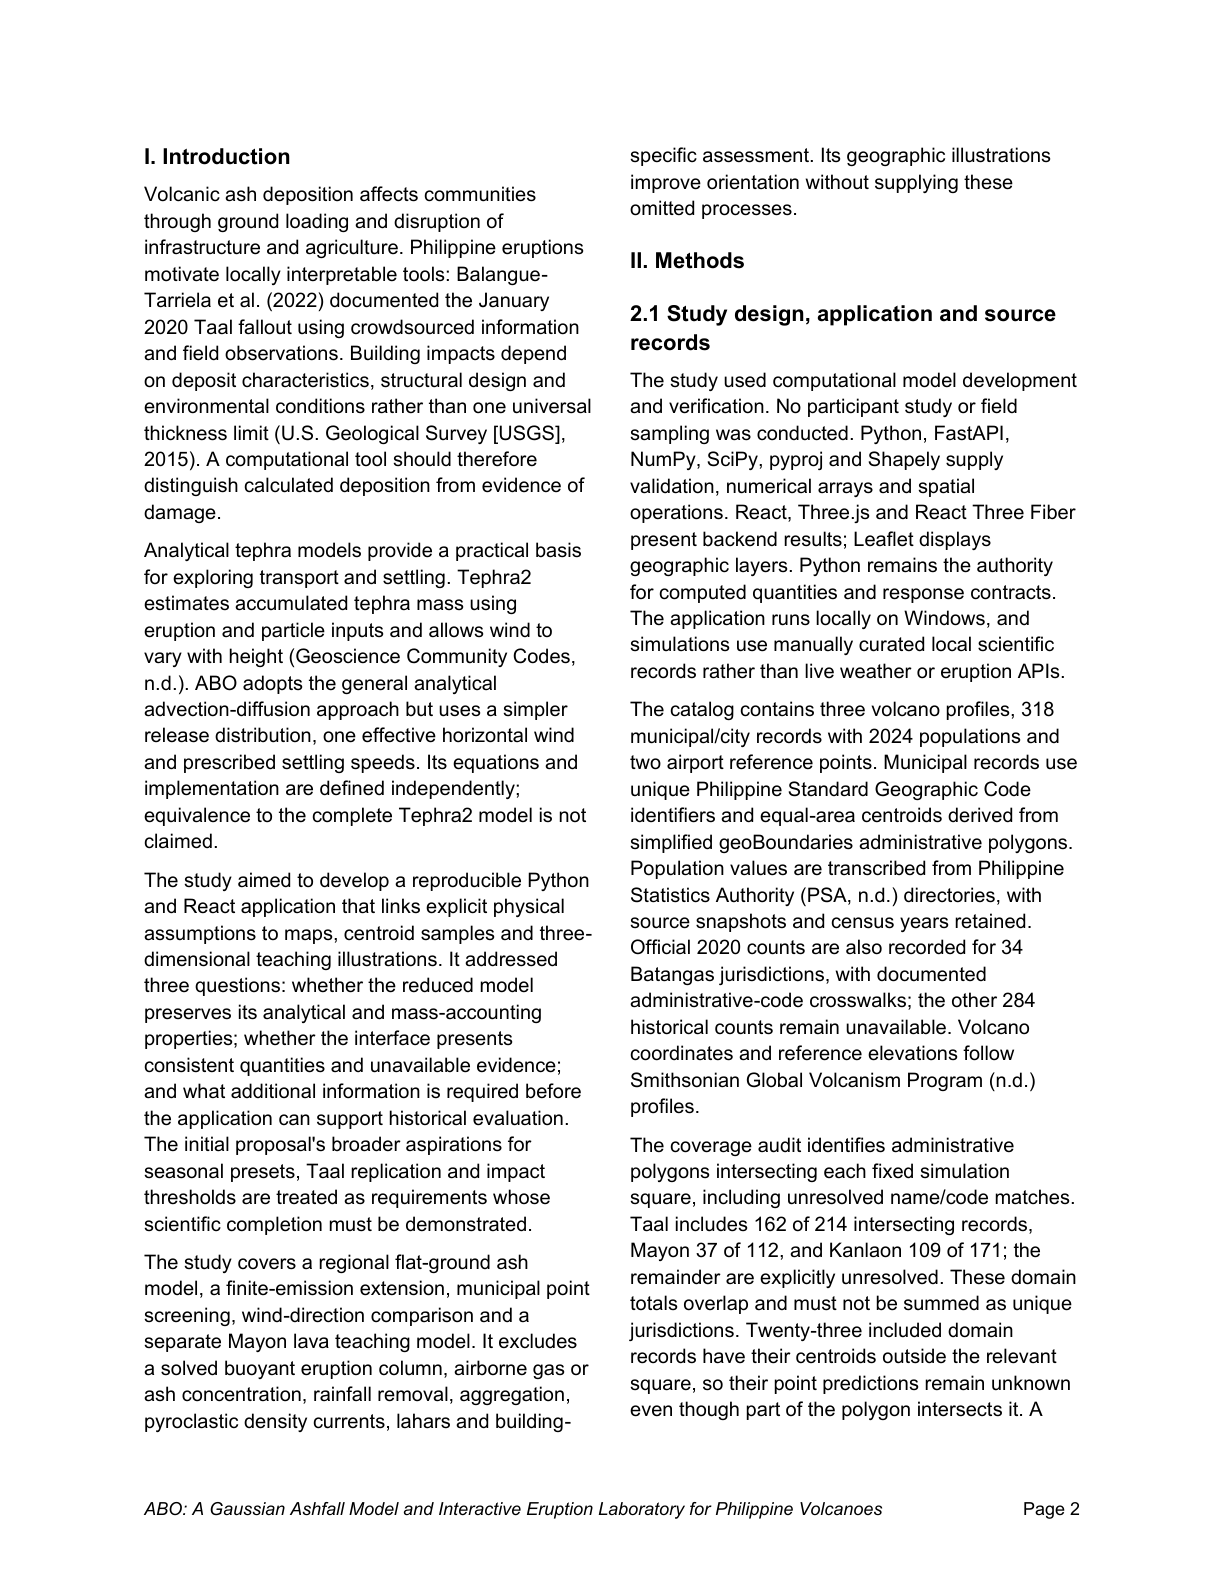 I. Introduction
Volcanic ash deposition affects communities
through ground loading and disruption of
infrastructure and agriculture. Philippine eruptions
motivate locally interpretable tools: Balangue-
Tarriela et al. (2022) documented the January
2020 Taal fallout using crowdsourced information
and field observations. Building impacts depend
on deposit characteristics, structural design and
environmental conditions rather than one universal
thickness limit (U.S. Geological Survey [USGS],
2015). A computational tool should therefore
distinguish calculated deposition from evidence of
damage.
Analytical tephra models provide a practical basis
for exploring transport and settling. Tephra2
estimates accumulated tephra mass using
eruption and particle inputs and allows wind to
vary with height (Geoscience Community Codes,
n.d.). ABO adopts the general analytical
advection-diffusion approach but uses a simpler
release distribution, one effective horizontal wind
and prescribed settling speeds. Its equations and
implementation are defined independently;
equivalence to the complete Tephra2 model is not
claimed.
The study aimed to develop a reproducible Python
and React application that links explicit physical
assumptions to maps, centroid samples and three-
dimensional teaching illustrations. It addressed
three questions: whether the reduced model
preserves its analytical and mass-accounting
properties; whether the interface presents
consistent quantities and unavailable evidence;
and what additional information is required before
the application can support historical evaluation.
The initial proposal's broader aspirations for
seasonal presets, Taal replication and impact
thresholds are treated as requirements whose
scientific completion must be demonstrated.
The study covers a regional flat-ground ash
model, a finite-emission extension, municipal point
screening, wind-direction comparison and a
separate Mayon lava teaching model. It excludes
a solved buoyant eruption column, airborne gas or
ash concentration, rainfall removal, aggregation,
pyroclastic density currents, lahars and building-
specific assessment. Its geographic illustrations
improve orientation without supplying these
omitted processes.
II. Methods
2.1 Study design, application and source
records
The study used computational model development
and verification. No participant study or field
sampling was conducted. Python, FastAPI,
NumPy, SciPy, pyproj and Shapely supply
validation, numerical arrays and spatial
operations. React, Three.js and React Three Fiber
present backend results; Leaflet displays
geographic layers. Python remains the authority
for computed quantities and response contracts.
The application runs locally on Windows, and
simulations use manually curated local scientific
records rather than live weather or eruption APIs.
The catalog contains three volcano profiles, 318
municipal/city records with 2024 populations and
two airport reference points. Municipal records use
unique Philippine Standard Geographic Code
identifiers and equal-area centroids derived from
simplified geoBoundaries administrative polygons.
Population values are transcribed from Philippine
Statistics Authority (PSA, n.d.) directories, with
source snapshots and census years retained.
Official 2020 counts are also recorded for 34
Batangas jurisdictions, with documented
administrative-code crosswalks; the other 284
historical counts remain unavailable. Volcano
coordinates and reference elevations follow
Smithsonian Global Volcanism Program (n.d.)
profiles.
The coverage audit identifies administrative
polygons intersecting each fixed simulation
square, including unresolved name/code matches.
Taal includes 162 of 214 intersecting records,
Mayon 37 of 112, and Kanlaon 109 of 171; the
remainder are explicitly unresolved. These domain
totals overlap and must not be summed as unique
jurisdictions. Twenty-three included domain
records have their centroids outside the relevant
square, so their point predictions remain unknown
even though part of the polygon intersects it. A
ABO: A Gaussian Ashfall Model and Interactive Eruption Laboratory for Philippine Volcanoes
Page 2